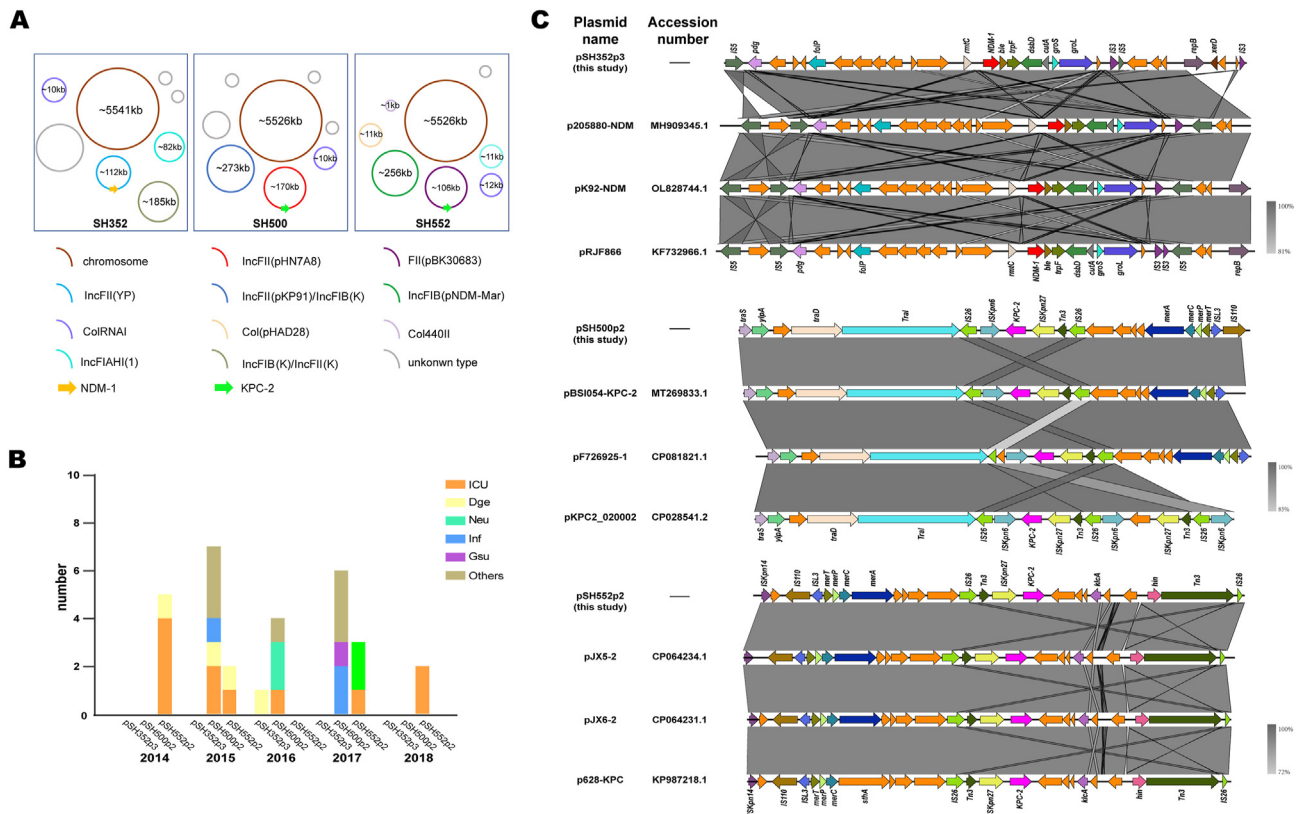 A
~10kb
~5541kb
~82kb
~112kb
~185kb
SH352
~5526kb
~273kb
~10kb
~170kb
SH500
~1kb
~5526kb
~11kb
~256kb
~11kb
~106kb
~12kb
SH552
chromosome
IncFII(pHN7A8)
FII(pBK30683)
IncFII(YP)
IncFII(pKP91)/IncFIB(K)
IncFIB(pNDM-Mar)
ColRNAI
Col(pHAD28)
Col440II
IncFIAHI(1)
IncFIB(K)/IncFII(K)
unkonwn type
NDM-1
KPC-2
B
number
10
8
6
4
2
0
ICU
Dge
Neu
Inf
Gsu
Others
pSH352p3 pSH500p2 pSH552p2
pSH352p3 pSH500p2 pSH552p2
pSH352p3 pSH500p2 pSH552p2
pSH352p3 pSH500p2 pSH552p2
pSH352p3 pSH500p2 pSH552p2
2014 2015 2016 2017 2018
C
Plasmid name
Accession number
IS5 pdg folP rmtC NDM-1 ble trpF dsbD cutA groS groL IS3 IS5 repB xerD IS3
pSH352p3 (this study) —
p205880-NDM MH909345.1
pK92-NDM OL828744.1
100%
81%
pRJF866 KF732966.1
IS5 IS5 pdg folP rmtC NDM-1 ble trpF dsbD cutA groS groL IS3 IS3 IS5 repB
traS ylpA traD TraI IS26 ISKpn6 KPC-2 ISKpn27 Tn3 IS26 merA merC merP merT ISL3 IS110
pSH500p2 (this study) —
pBSI054-KPC-2 MT269833.1
pF726925-1 CP081821.1
100%
85%
pKPC2_020002 CP028541.2
traS ylpA traD TraI IS26 ISKpn6 KPC-2 ISKpn27 Tn3 IS26 ISKpn6 ISKpn27 Tn3 IS26 ISKpn6
ISKpn14 IS110 ISL3 merT merP merC merA IS26 Tn3 ISKpn27 KPC-2 klcA hin Tn3 IS26
pSH552p2 (this study) —
pJX5-2 CP064234.1
pJX6-2 CP064231.1
100%
72%
p628-KPC KP987218.1
SKpn14 IS110 ISL3 merT merP merC sthA IS26 Tn3 SKpn27 KPC-2 klcA hin Tn3 IS26